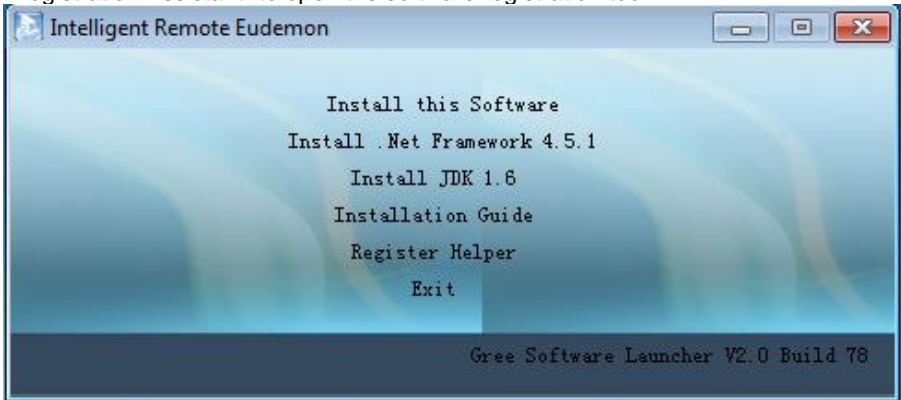 Intelligent Remote Eudemon
Install this Software
Install .Net Framework 4.5.1
Install JDK 1.6
Installation Guide
Register Helper
Exit
Gree Software Launcher V2.0 Build 78